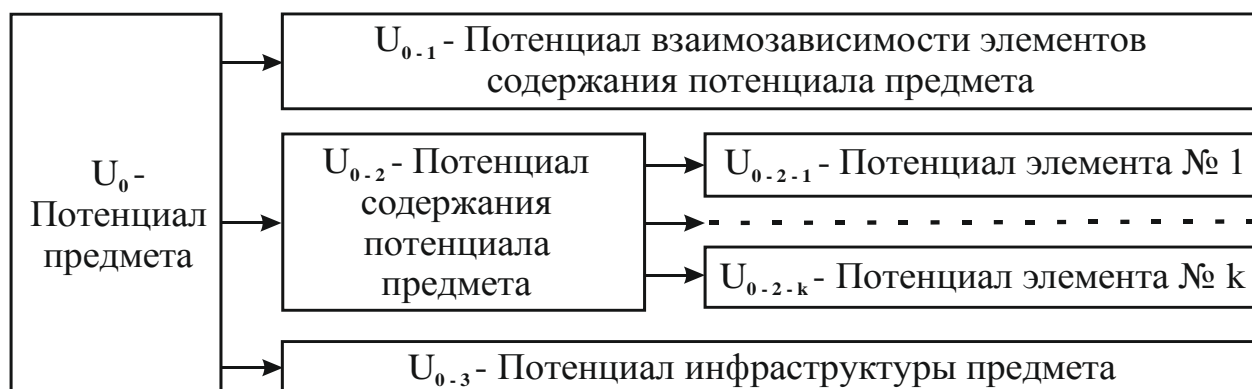 U₀ -
Потенциал
предмета
U₀₋₁ - Потенциал взаимозависимости элементов
содержания потенциала предмета
U₀₋₂ - Потенциал
содержания
потенциала
предмета
U₀₋₂₋₁ - Потенциал элемента № 1
U₀₋₂₋ₖ - Потенциал элемента № k
U₀₋₃ - Потенциал инфраструктуры предмета